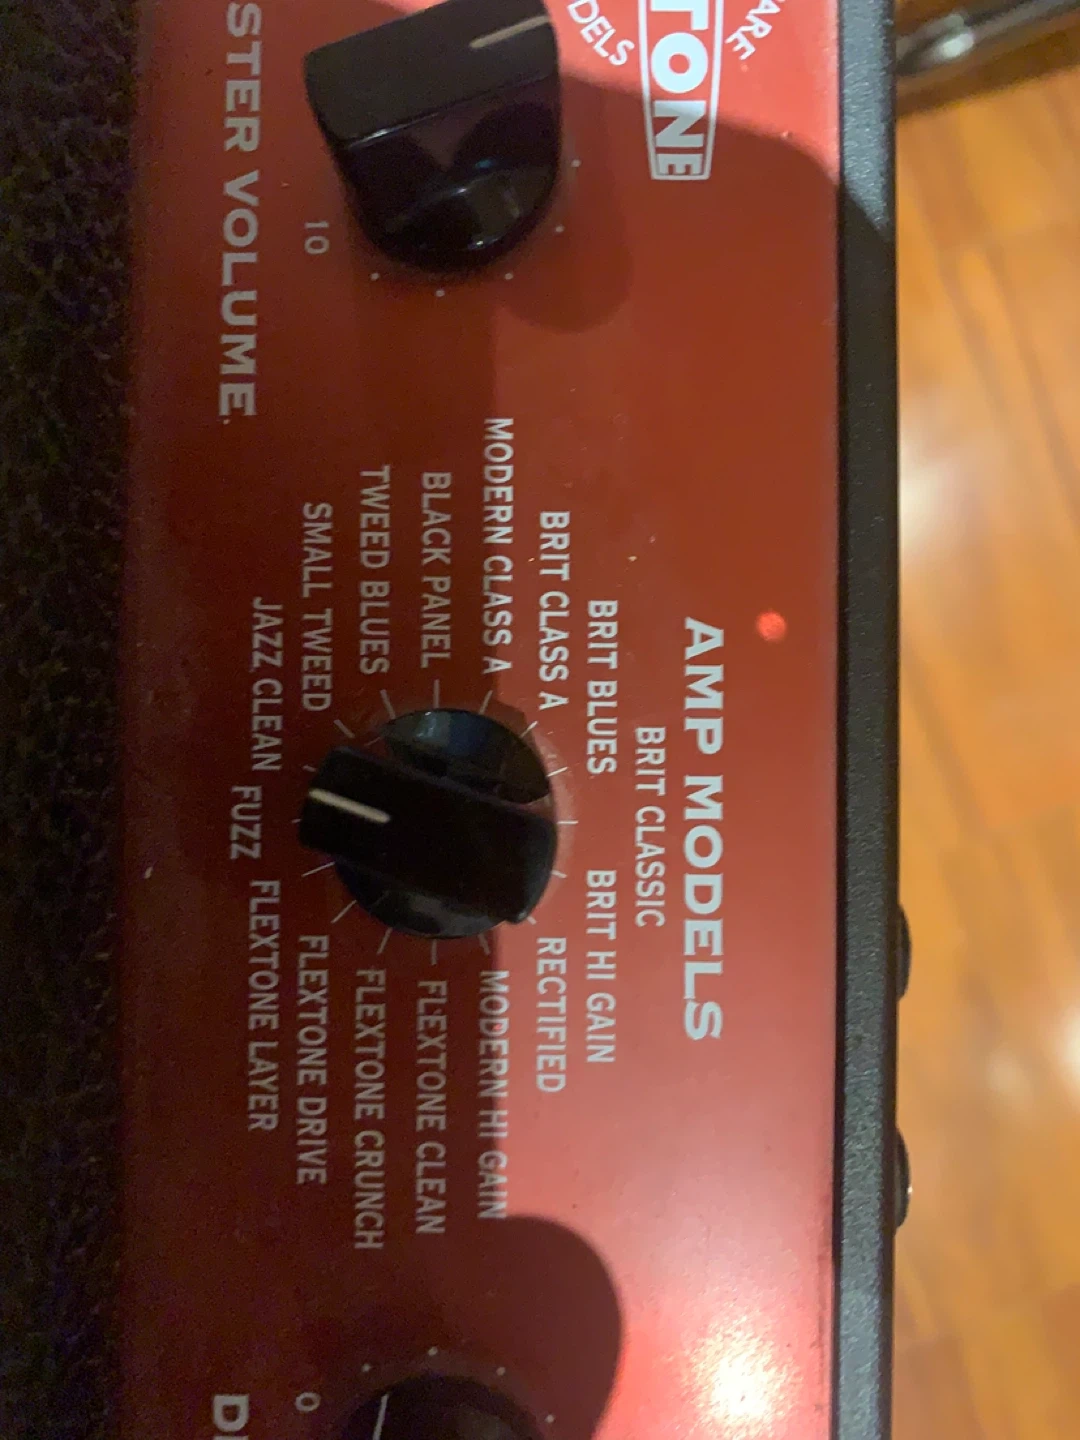 STER VOLUME
10
DELS
TONE
ARE
AMP MODELS
BRIT CLASSIC
BRIT BLUES
BRIT HI GAIN
BRIT CLASS A
RECTIFIED
MODERN CLASS A
MODERN HI GAIN
BLACK PANEL
FLEXTONE CLEAN
TWEED BLUES
FLEXTONE CRUNCH
SMALL TWEED
FLEXTONE DRIVE
JAZZ CLEAN
FUZZ
FLEXTONE LAYER
0